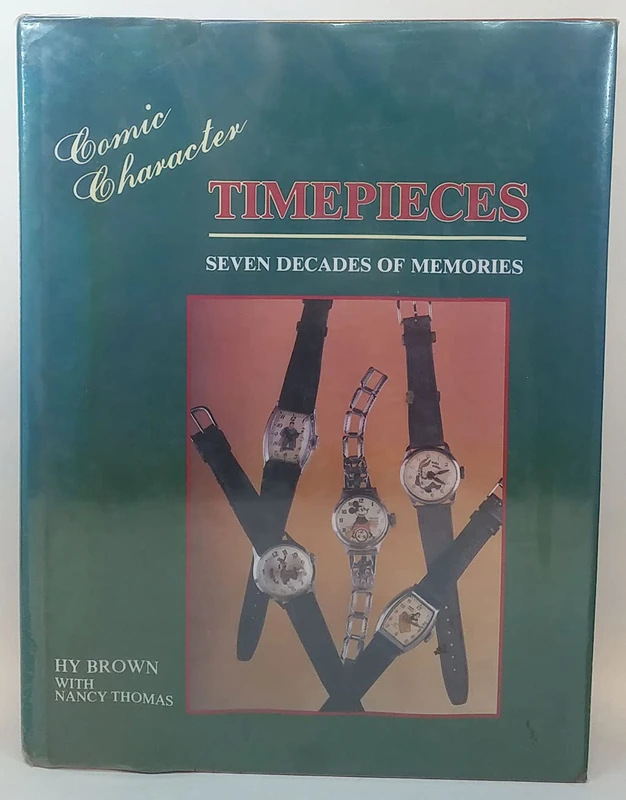 Comic
Character
TIMEPIECES
SEVEN DECADES OF MEMORIES
HY BROWN
WITH
NANCY THOMAS